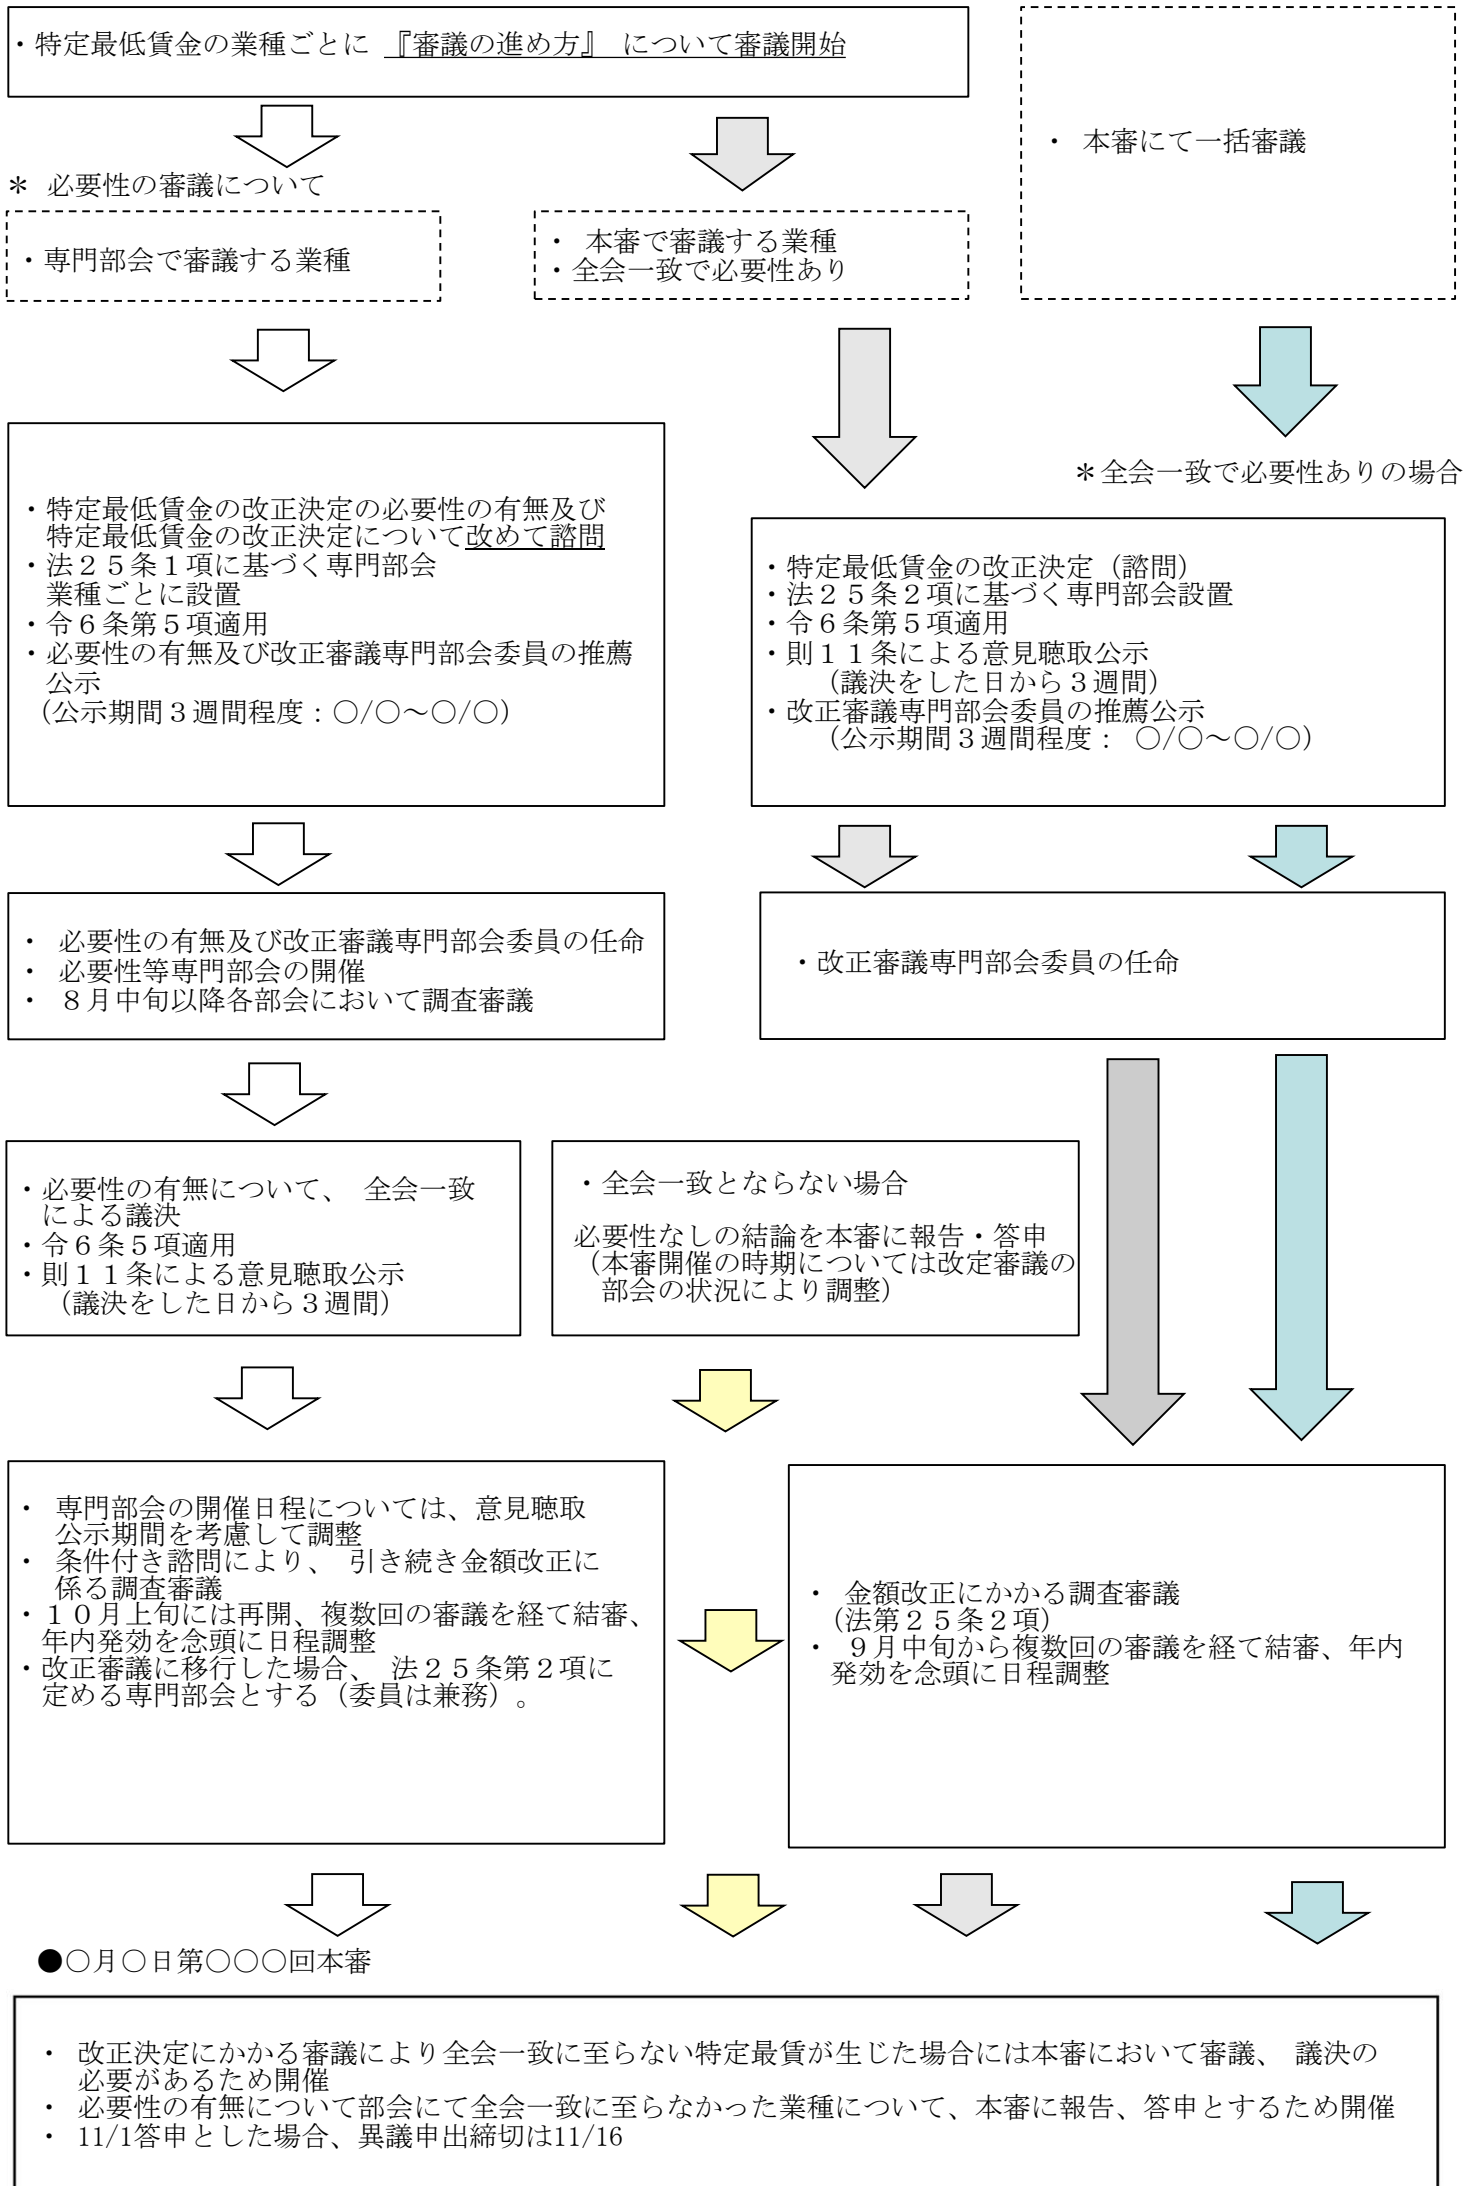 ・特定最低賃金の業種ごとに 『審議の進め方』 について審議開始
・ 本審にて一括審議
＊ 必要性の審議について
・専門部会で審議する業種
・ 本審で審議する業種
・全会一致で必要性あり
＊全会一致で必要性ありの場合
・特定最低賃金の改正決定の必要性の有無及び
特定最低賃金の改正決定について改めて諮問
・法２５条１項に基づく専門部会
業種ごとに設置
・令６条第５項適用
・必要性の有無及び改正審議専門部会委員の推薦
公示
（公示期間３週間程度：○/○～○/○）
・特定最低賃金の改正決定（諮問）
・法２５条２項に基づく専門部会設置
・令６条第５項適用
・則１１条による意見聴取公示
（議決をした日から３週間）
・改正審議専門部会委員の推薦公示
（公示期間３週間程度： ○/○～○/○）
・ 必要性の有無及び改正審議専門部会委員の任命
・ 必要性等専門部会の開催
・ ８月中旬以降各部会において調査審議
・改正審議専門部会委員の任命
・必要性の有無について、 全会一致
による議決
・令６条５項適用
・則１１条による意見聴取公示
（議決をした日から３週間）
・全会一致とならない場合
必要性なしの結論を本審に報告・答申
（本審開催の時期については改定審議の
部会の状況により調整）
・ 専門部会の開催日程については、意見聴取
公示期間を考慮して調整
・ 条件付き諮問により、 引き続き金額改正に
係る調査審議
・１０月上旬には再開、複数回の審議を経て結審、
年内発効を念頭に日程調整
・改正審議に移行した場合、 法２５条第２項に
定める専門部会とする（委員は兼務）。
・ 金額改正にかかる調査審議
（法第２５条２項）
・ ９月中旬から複数回の審議を経て結審、年内
発効を念頭に日程調整
●○月○日第○○○回本審
・ 改正決定にかかる審議により全会一致に至らない特定最賃が生じた場合には本審において審議、 議決の
必要があるため開催
・ 必要性の有無について部会にて全会一致に至らなかった業種について、本審に報告、答申とするため開催
・ 11/1答申とした場合、異議申出締切は11/16